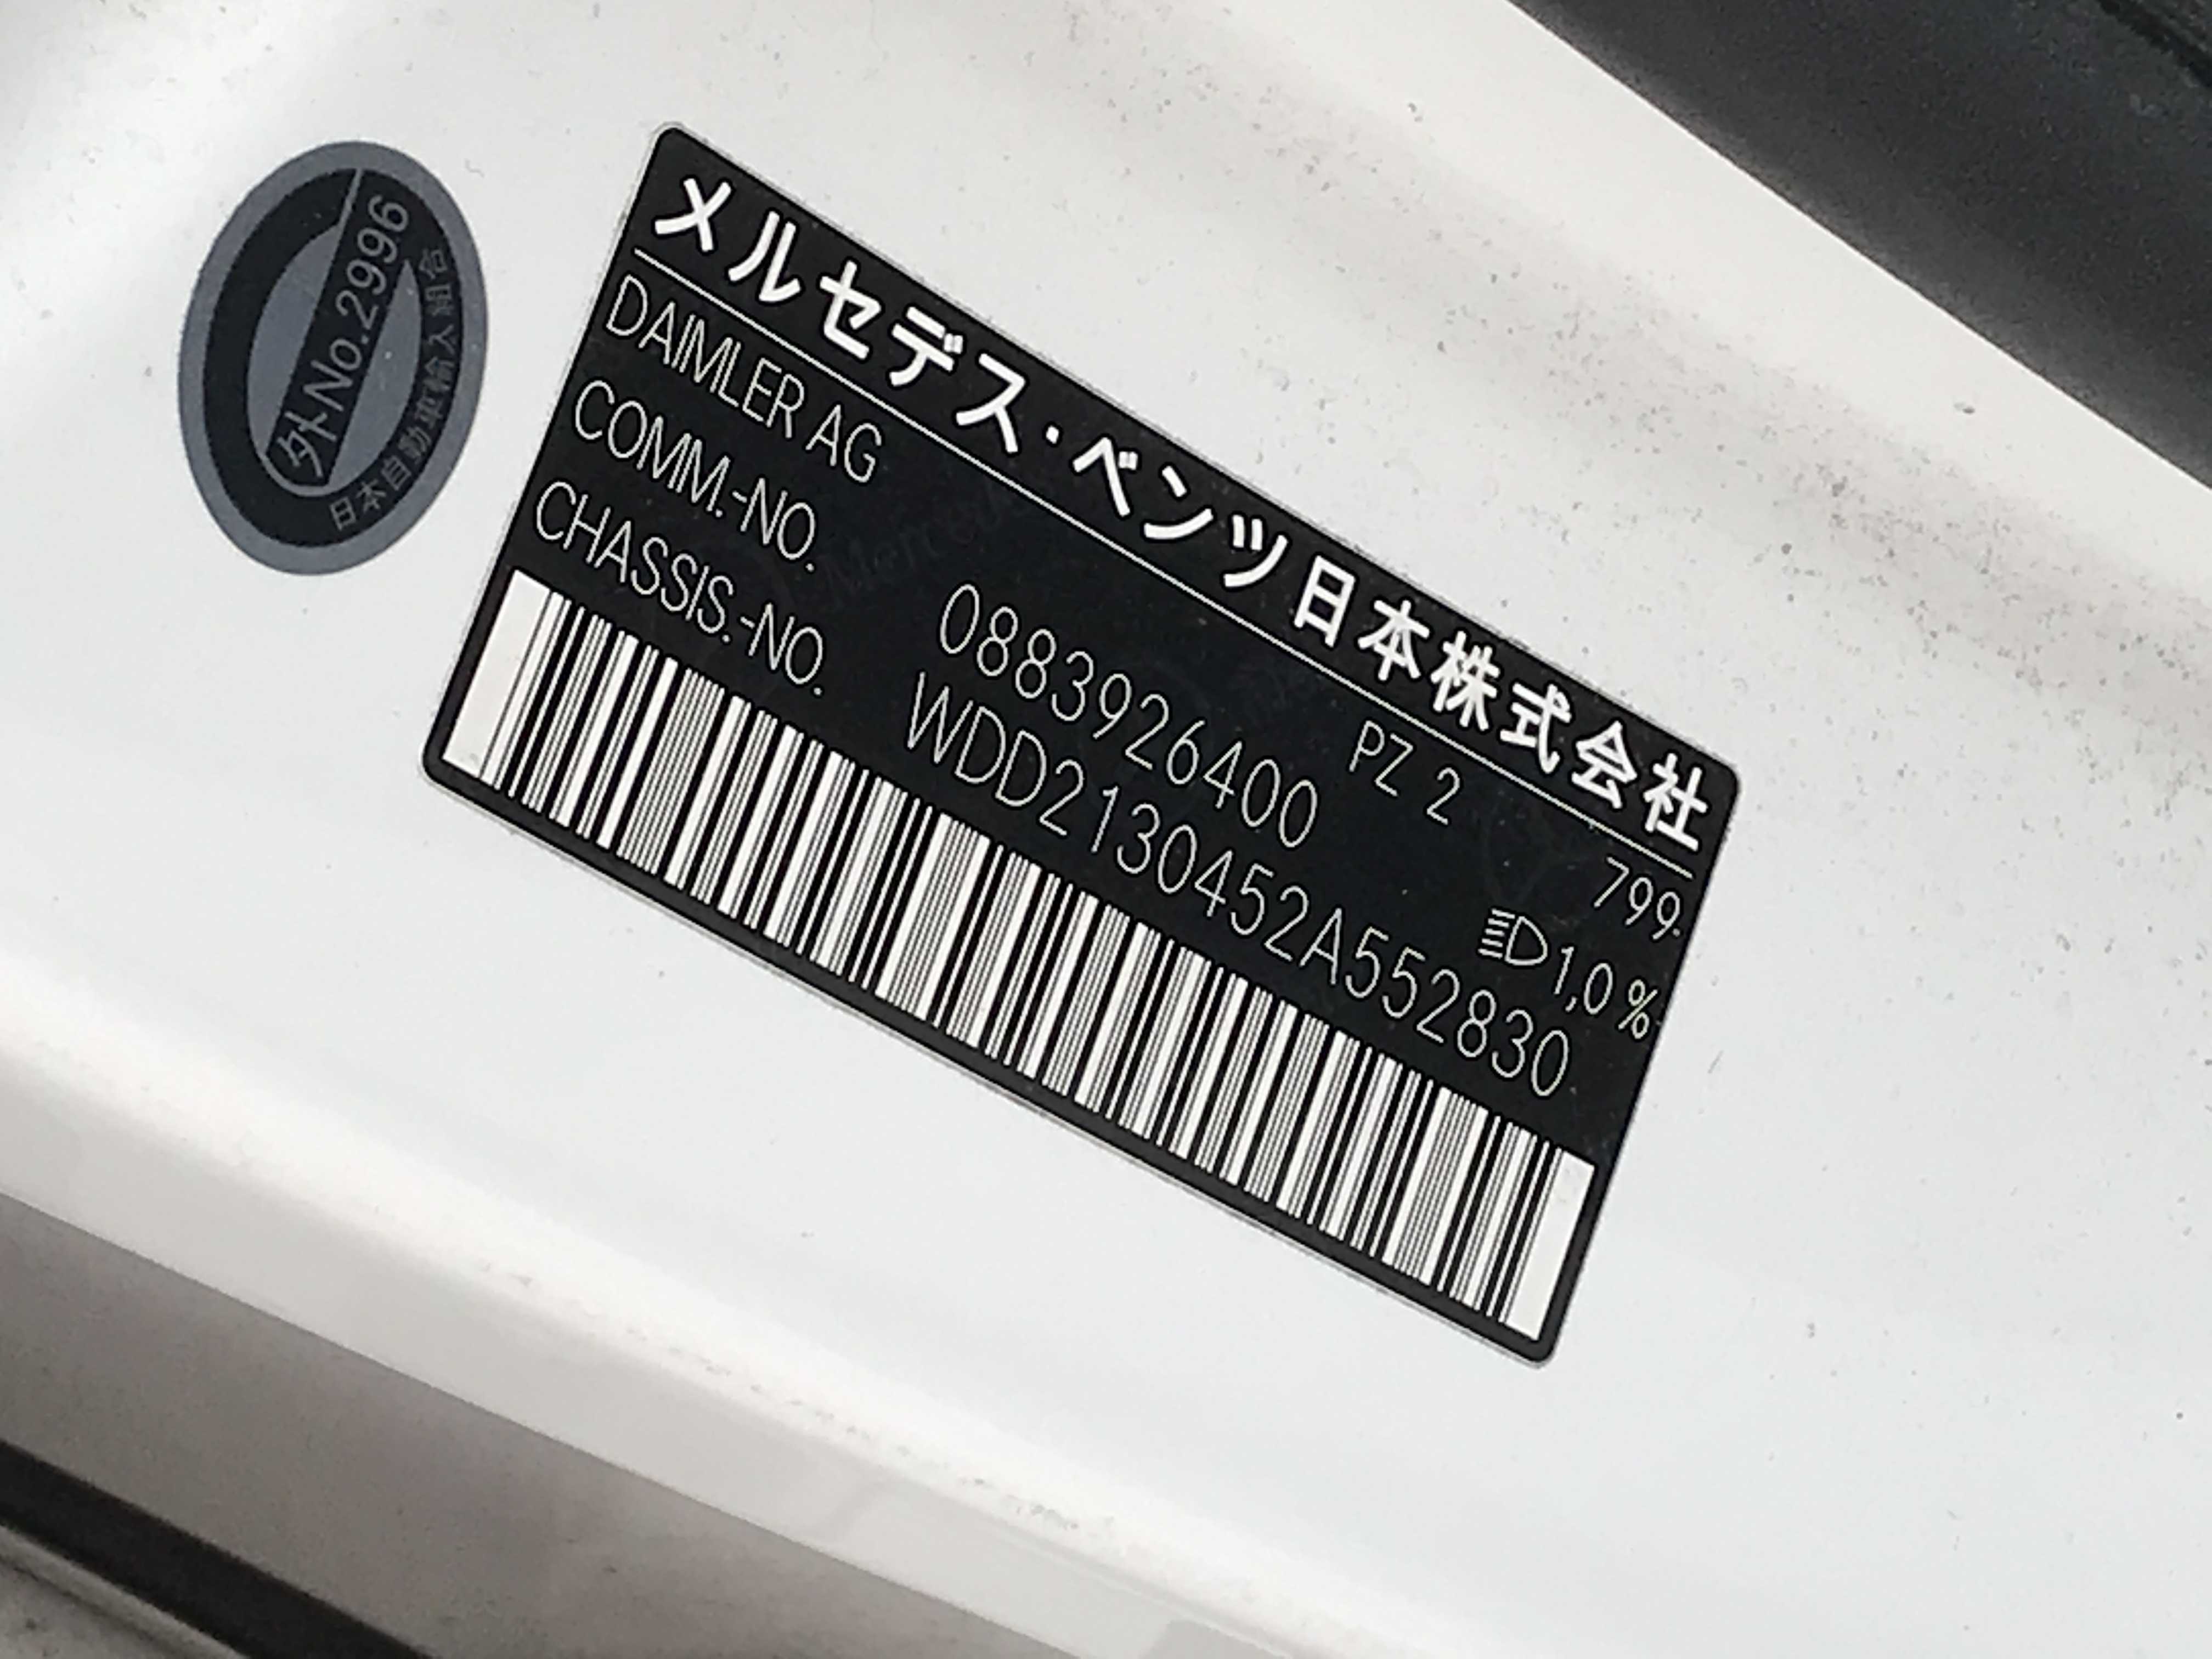 外No.29996
日本自動車輸入組合
メルセデス・ベンツ日本株式会社
DAIMLER AG PZ 2 799.
COMM.-NO. 0883926400 1,0%
CHASSIS.-NO. WDD2130452A552830